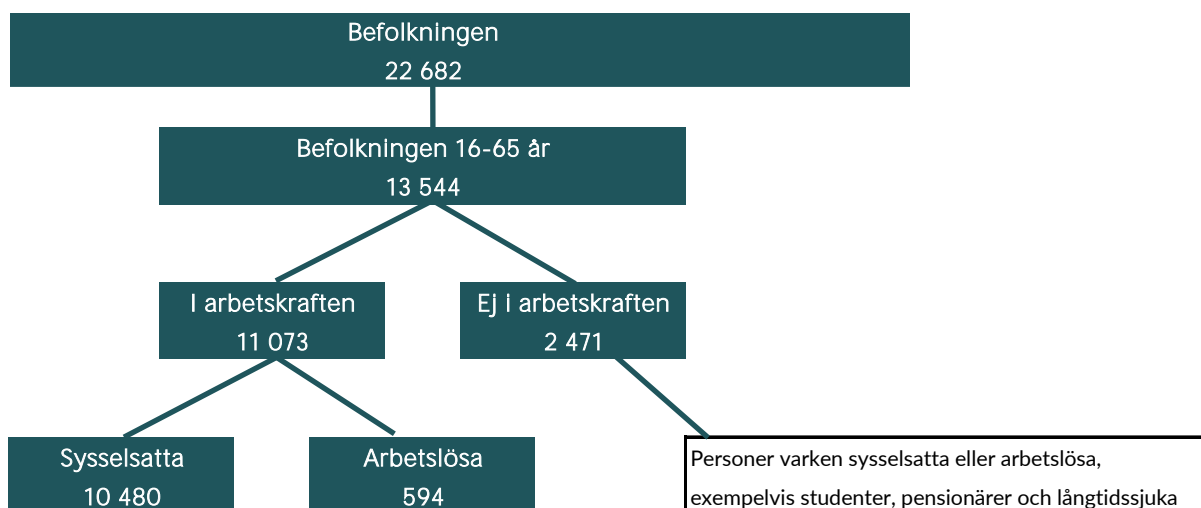 Befolkningen
22 682
Befolkningen 16-65 år
13 544
I arbetskraften
11 073
Ej i arbetskraften
2 471
Sysselsatta
10 480
Arbetslösa
594
Personer varken sysselsatta eller arbetslösa,
exempelvis studenter, pensionärer och långtidssjuka